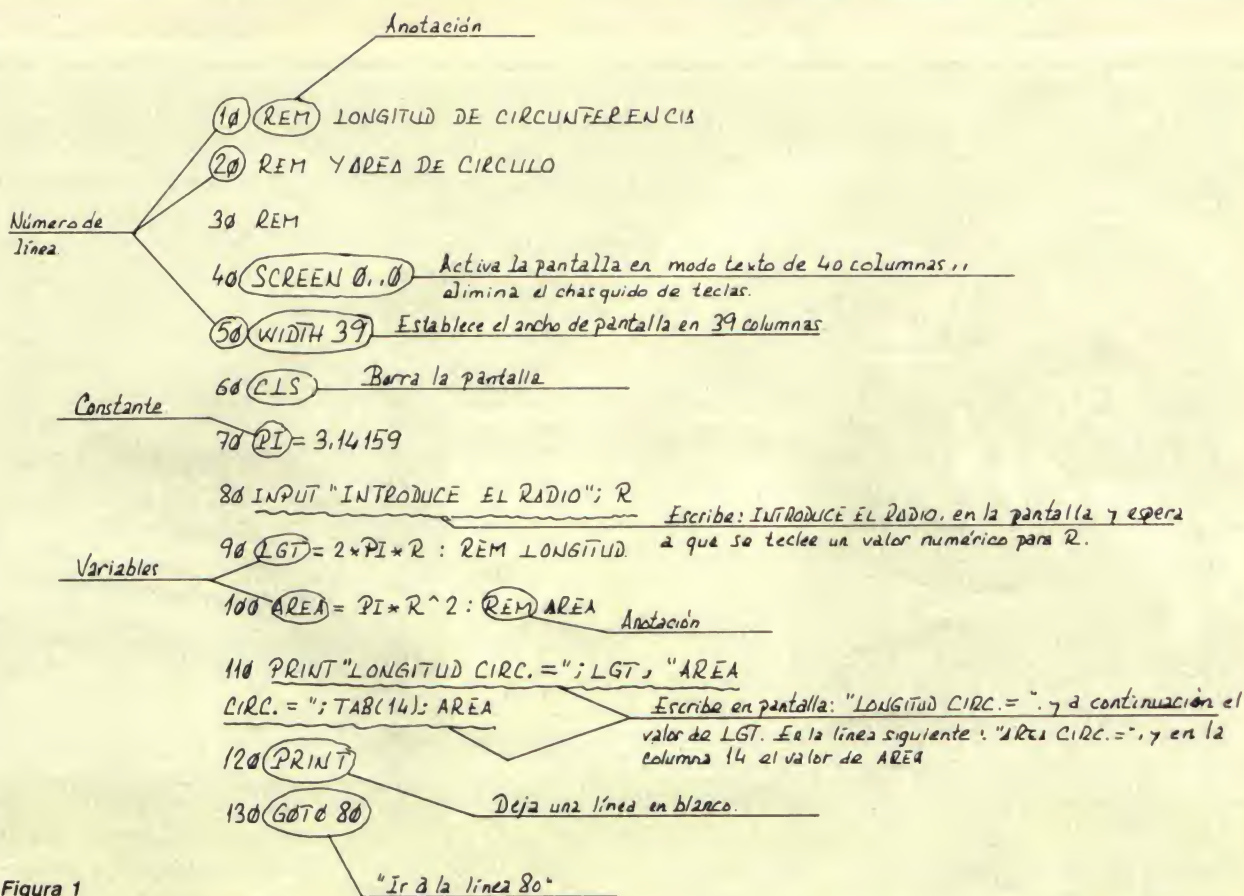 Anotación
10 REM LONGITUD DE CIRCUNFERENCIA
20 REM Y AREA DE CIRCULO
Número de
línea.
30 REM
40 SCREEN 0,,0 Activa la pantalla en modo texto de 40 columnas,,
elimina el chasquido de teclas.
50 WIDTH 39 Establece el ancho de pantalla en 39 columnas
60 CLS Borra la pantalla
Constante
70 PI = 3.14159
80 INPUT "INTRODUCE EL RADIO"; R
Escribe: INTRODUCE EL RADIO. en la pantalla y espera
a que se teclee un valor numérico para R.
90 LGT = 2*PI*R : REM LONGITUD.
Variables
100 AREA = PI*R^2 : REM AREA
Anotación
110 PRINT "LONGITUD CIRC. ="; LGT, "AREA
CIRC. = "; TAB(14); AREA
Escribe en pantalla: "LONGITUD CIRC. = ". y a continuación el
valor de LGT. En la línea siguiente : "AREA CIRC. =", y en la
columna 14 el valor de AREA
120 PRINT
Deja una línea en blanco.
130 GOTO 80
"Ir a la línea 80"
Figura 1